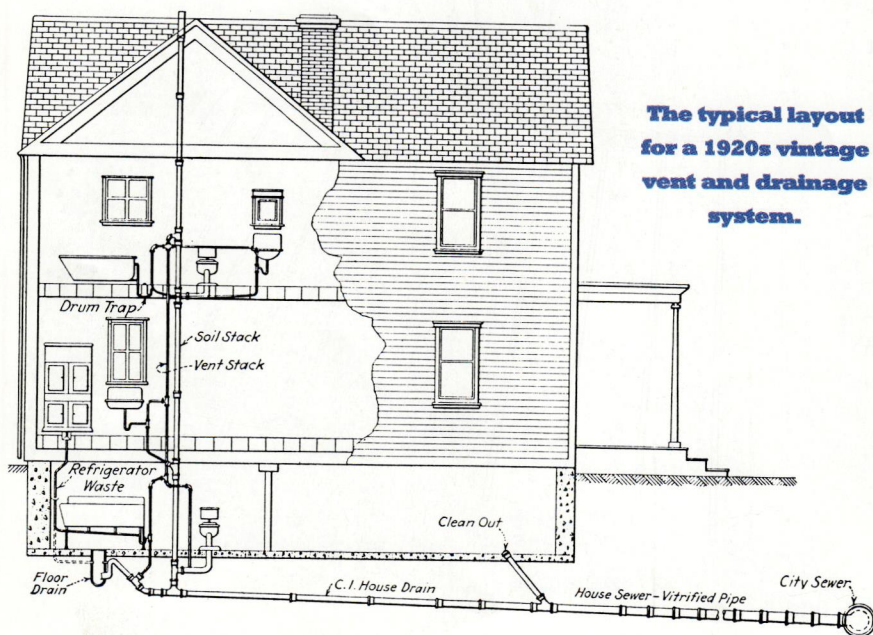 The typical layout
for a 1920s vintage
vent and drainage
system.
Drum Trap
Soil Stack
Vent Stack
Refrigerator
Waste
Clean Out
Floor
Drain
C.I. House Drain
House Sewer-Vitrified Pipe
City Sewer